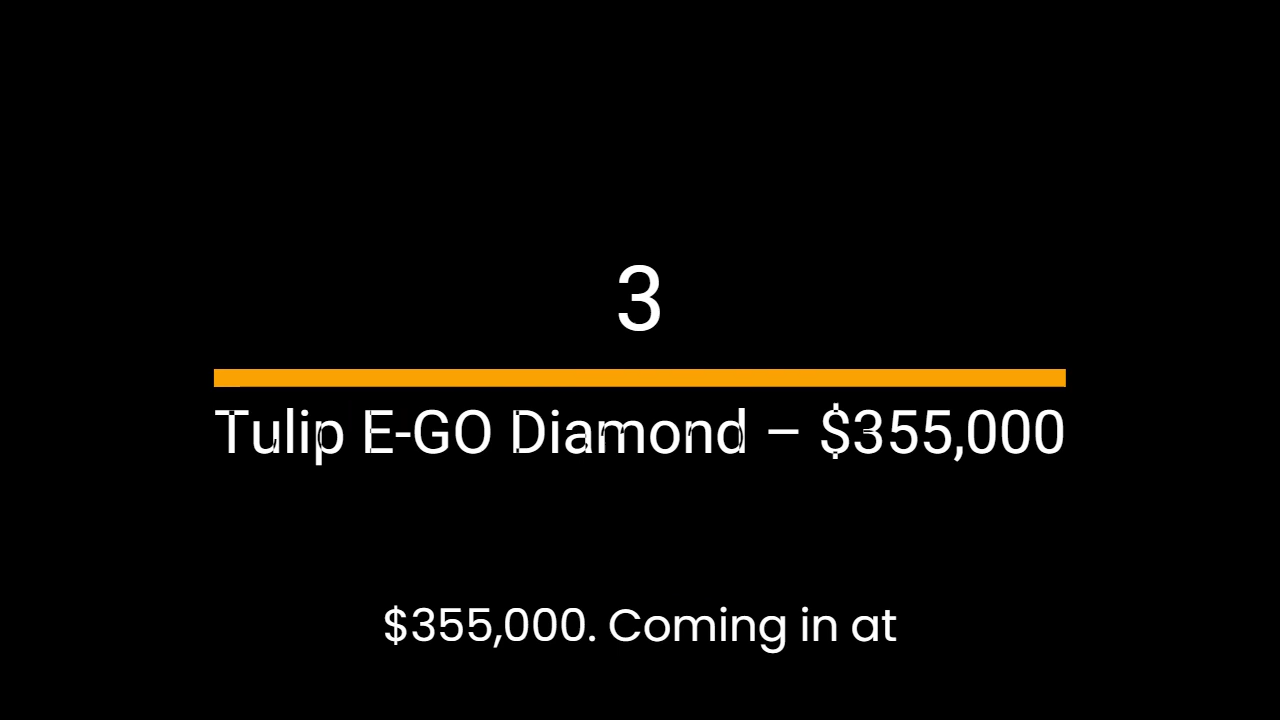 3
Tulip E-GO Diamond – $355,000
$355,000. Coming in at